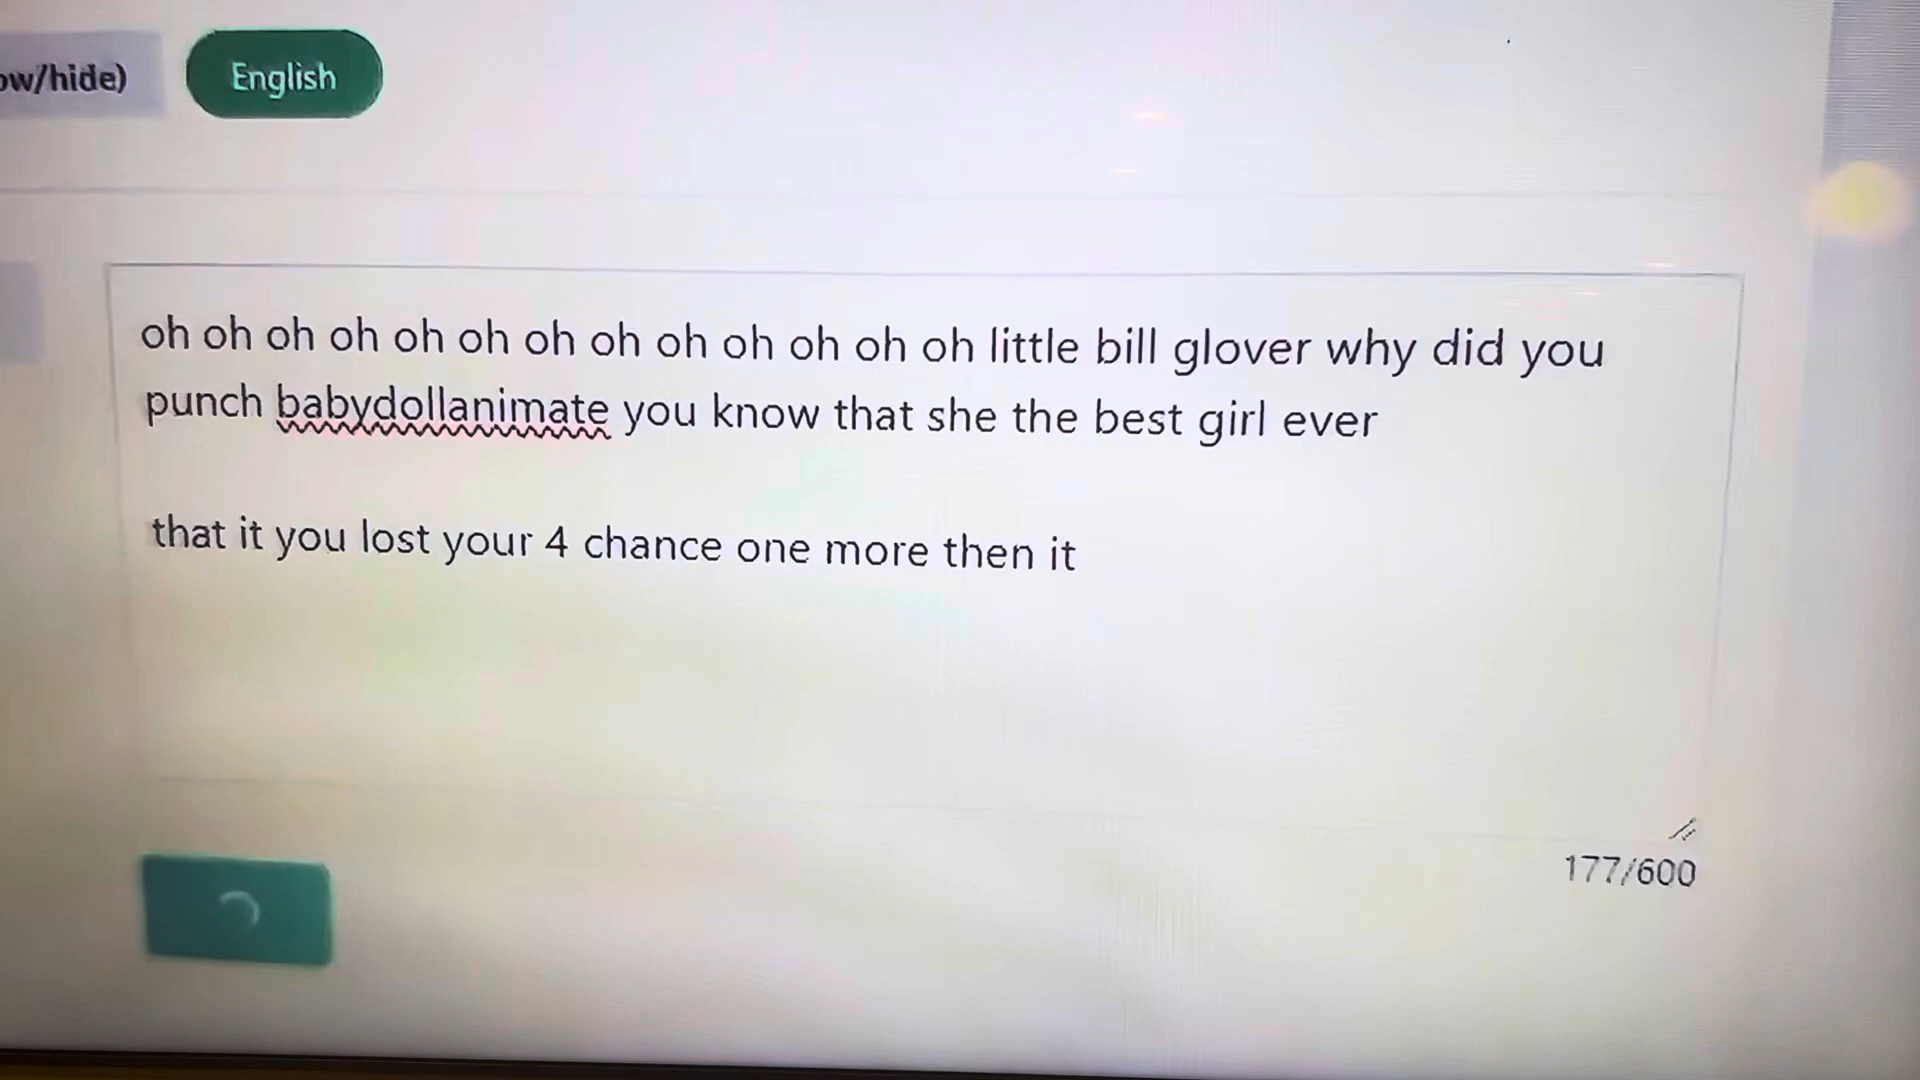 ow/hide)
English
oh oh oh oh oh oh oh oh oh oh oh oh oh little bill glover why did you
punch babydollanimate you know that she the best girl ever
that it you lost your 4 chance one more then it
177/600